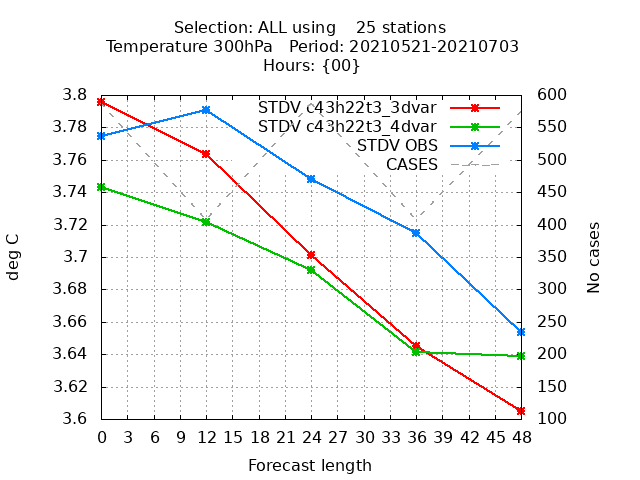 Selection: ALL using    25 stations
Temperature 300hPa   Period: 20210521-20210703
Hours: {00}
STDV c43h22t3_3dvar
STDV c43h22t3_4dvar
STDV OBS
CASES
3.8
3.78
3.76
3.74
3.72
3.7
3.68
3.66
3.64
3.62
3.6
deg C
600
550
500
450
400
350
300
250
200
150
100
No cases
0 3 6 9 12 15 18 21 24 27 30 33 36 39 42 45 48
Forecast length